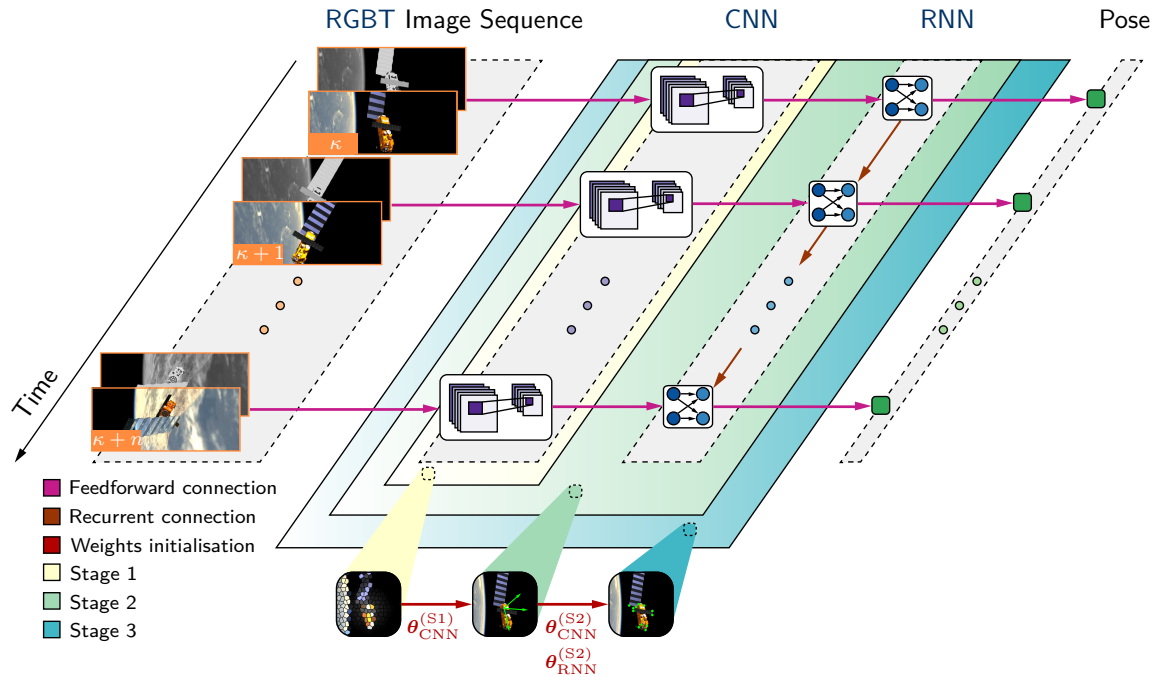 RGBT Image Sequence CNN RNN Pose
κ
κ + 1
κ + n
Time
Feedforward connection
Recurrent connection
Weights initialisation
Stage 1
Stage 2
Stage 3
θ_CNN^(S1)
θ_CNN^(S2)
θ_RNN^(S2)